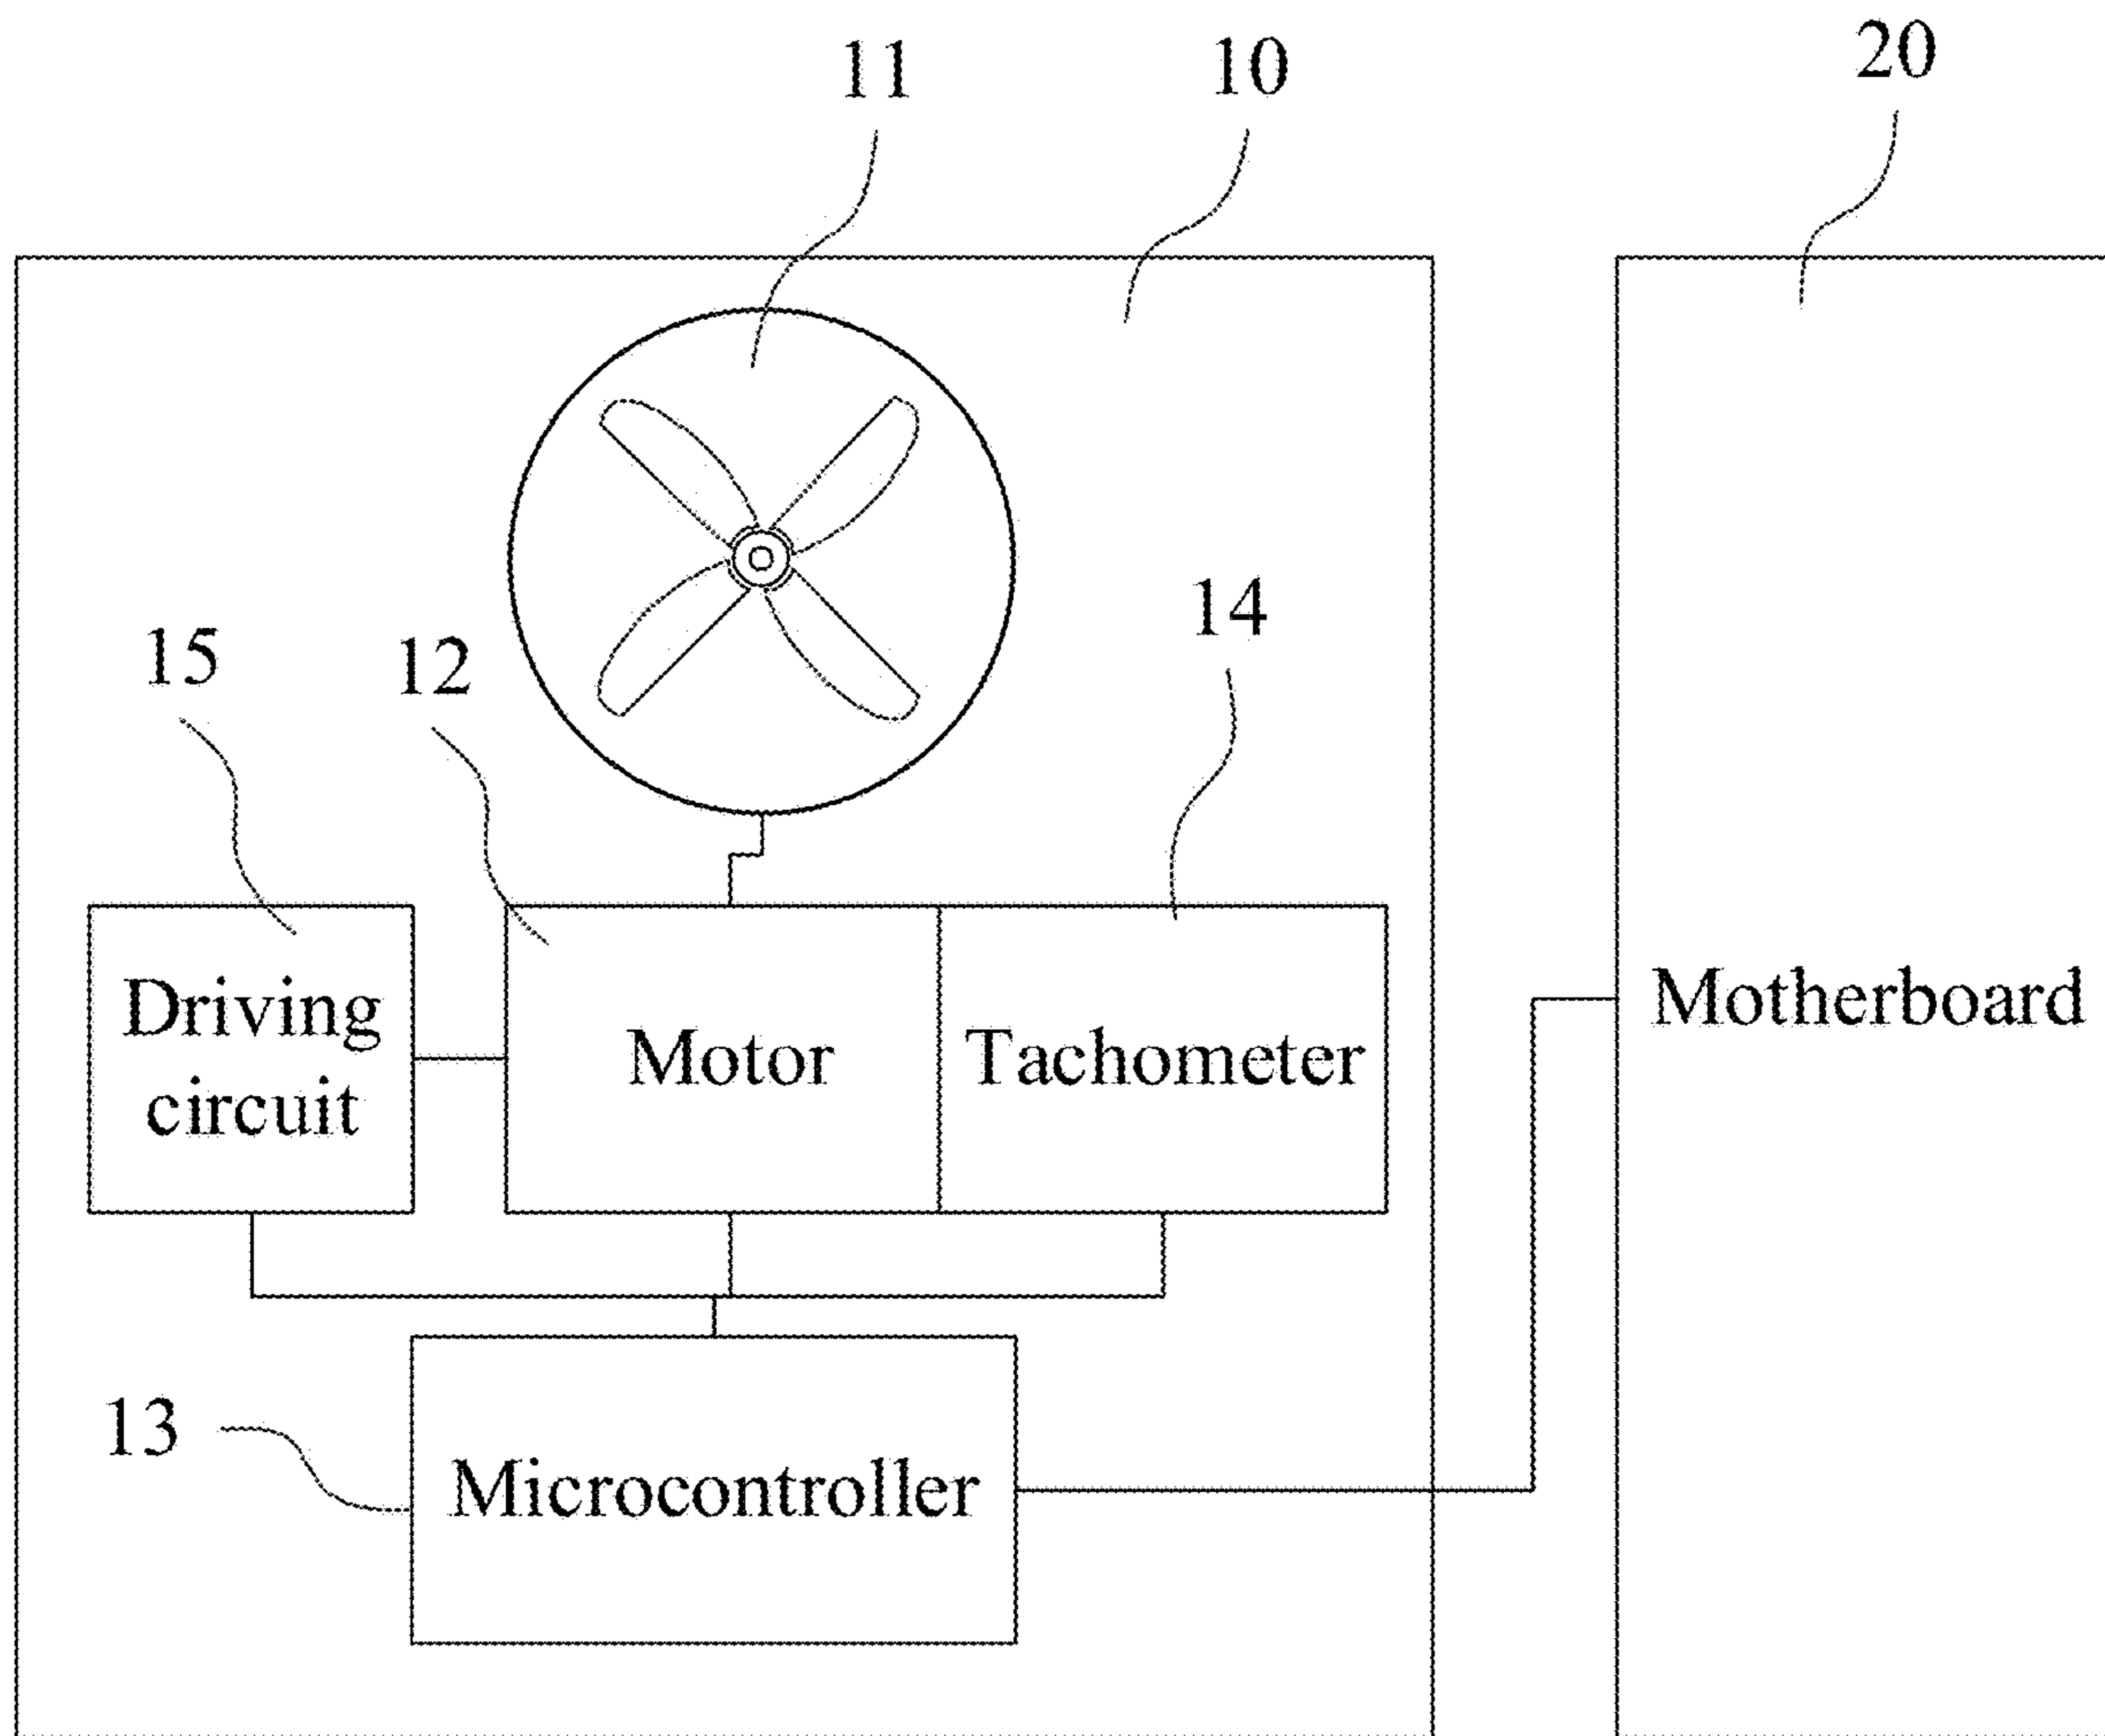 11
10
20
14
15
12
Driving
circuit
Motor
Tachometer
Motherboard
13
Microcontroller